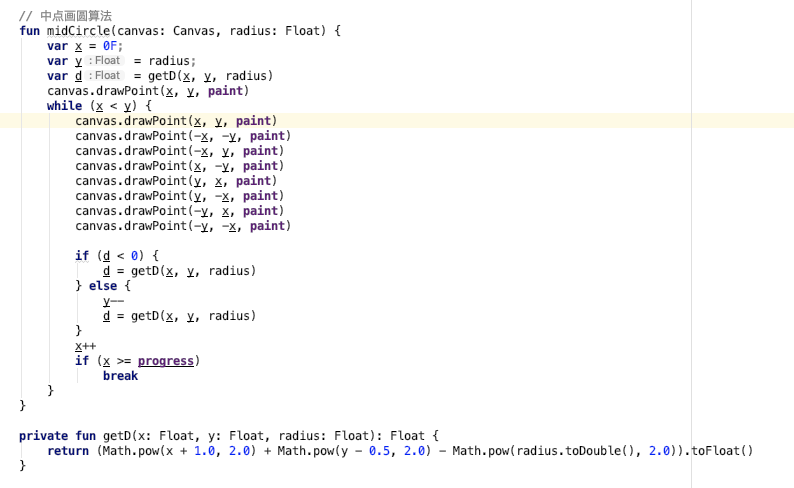 // 中点画圆算法
fun midCircle(canvas: Canvas, radius: Float) {
    var x = 0F;
    var y : Float = radius;
    var d : Float = getD(x, y, radius)
    canvas.drawPoint(x, y, paint)
    while (x < y) {
        canvas.drawPoint(x, y, paint)
        canvas.drawPoint(−x, −y, paint)
        canvas.drawPoint(−x, y, paint)
        canvas.drawPoint(x, −y, paint)
        canvas.drawPoint(y, x, paint)
        canvas.drawPoint(y, −x, paint)
        canvas.drawPoint(−y, x, paint)
        canvas.drawPoint(−y, −x, paint)

        if (d < 0) {
            d = getD(x, y, radius)
        } else {
            y−−
            d = getD(x, y, radius)
        }
        x++
        if (x >= progress)
            break
    }
}

private fun getD(x: Float, y: Float, radius: Float): Float {
    return (Math.pow(x + 1.0, 2.0) + Math.pow(y − 0.5, 2.0) − Math.pow(radius.toDouble(), 2.0)).toFloat()
}